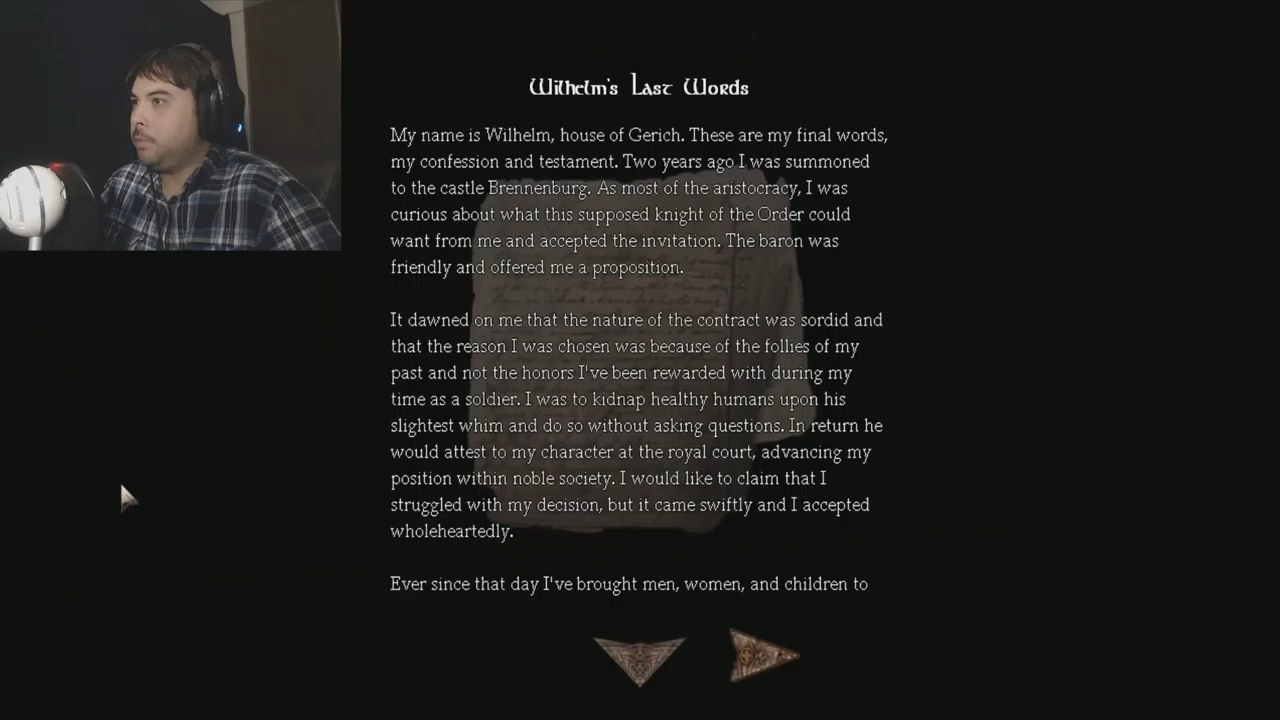 Wilhelm's Last Words
My name is Wilhelm, house of Gerich. These are my final words,
my confession and testament. Two years ago I was summoned
to the castle Brennenburg. As most of the aristocracy, I was
curious about what this supposed knight of the Order could
want from me and accepted the invitation. The baron was
friendly and offered me a proposition.
It dawned on me that the nature of the contract was sordid and
that the reason I was chosen was because of the follies of my
past and not the honors I've been rewarded with during my
time as a soldier. I was to kidnap healthy humans upon his
slightest whim and do so without asking questions. In return he
would attest to my character at the royal court, advancing my
position within noble society. I would like to claim that I
struggled with my decision, but it came swiftly and I accepted
wholeheartedly.
Ever since that day I've brought men, women, and children to